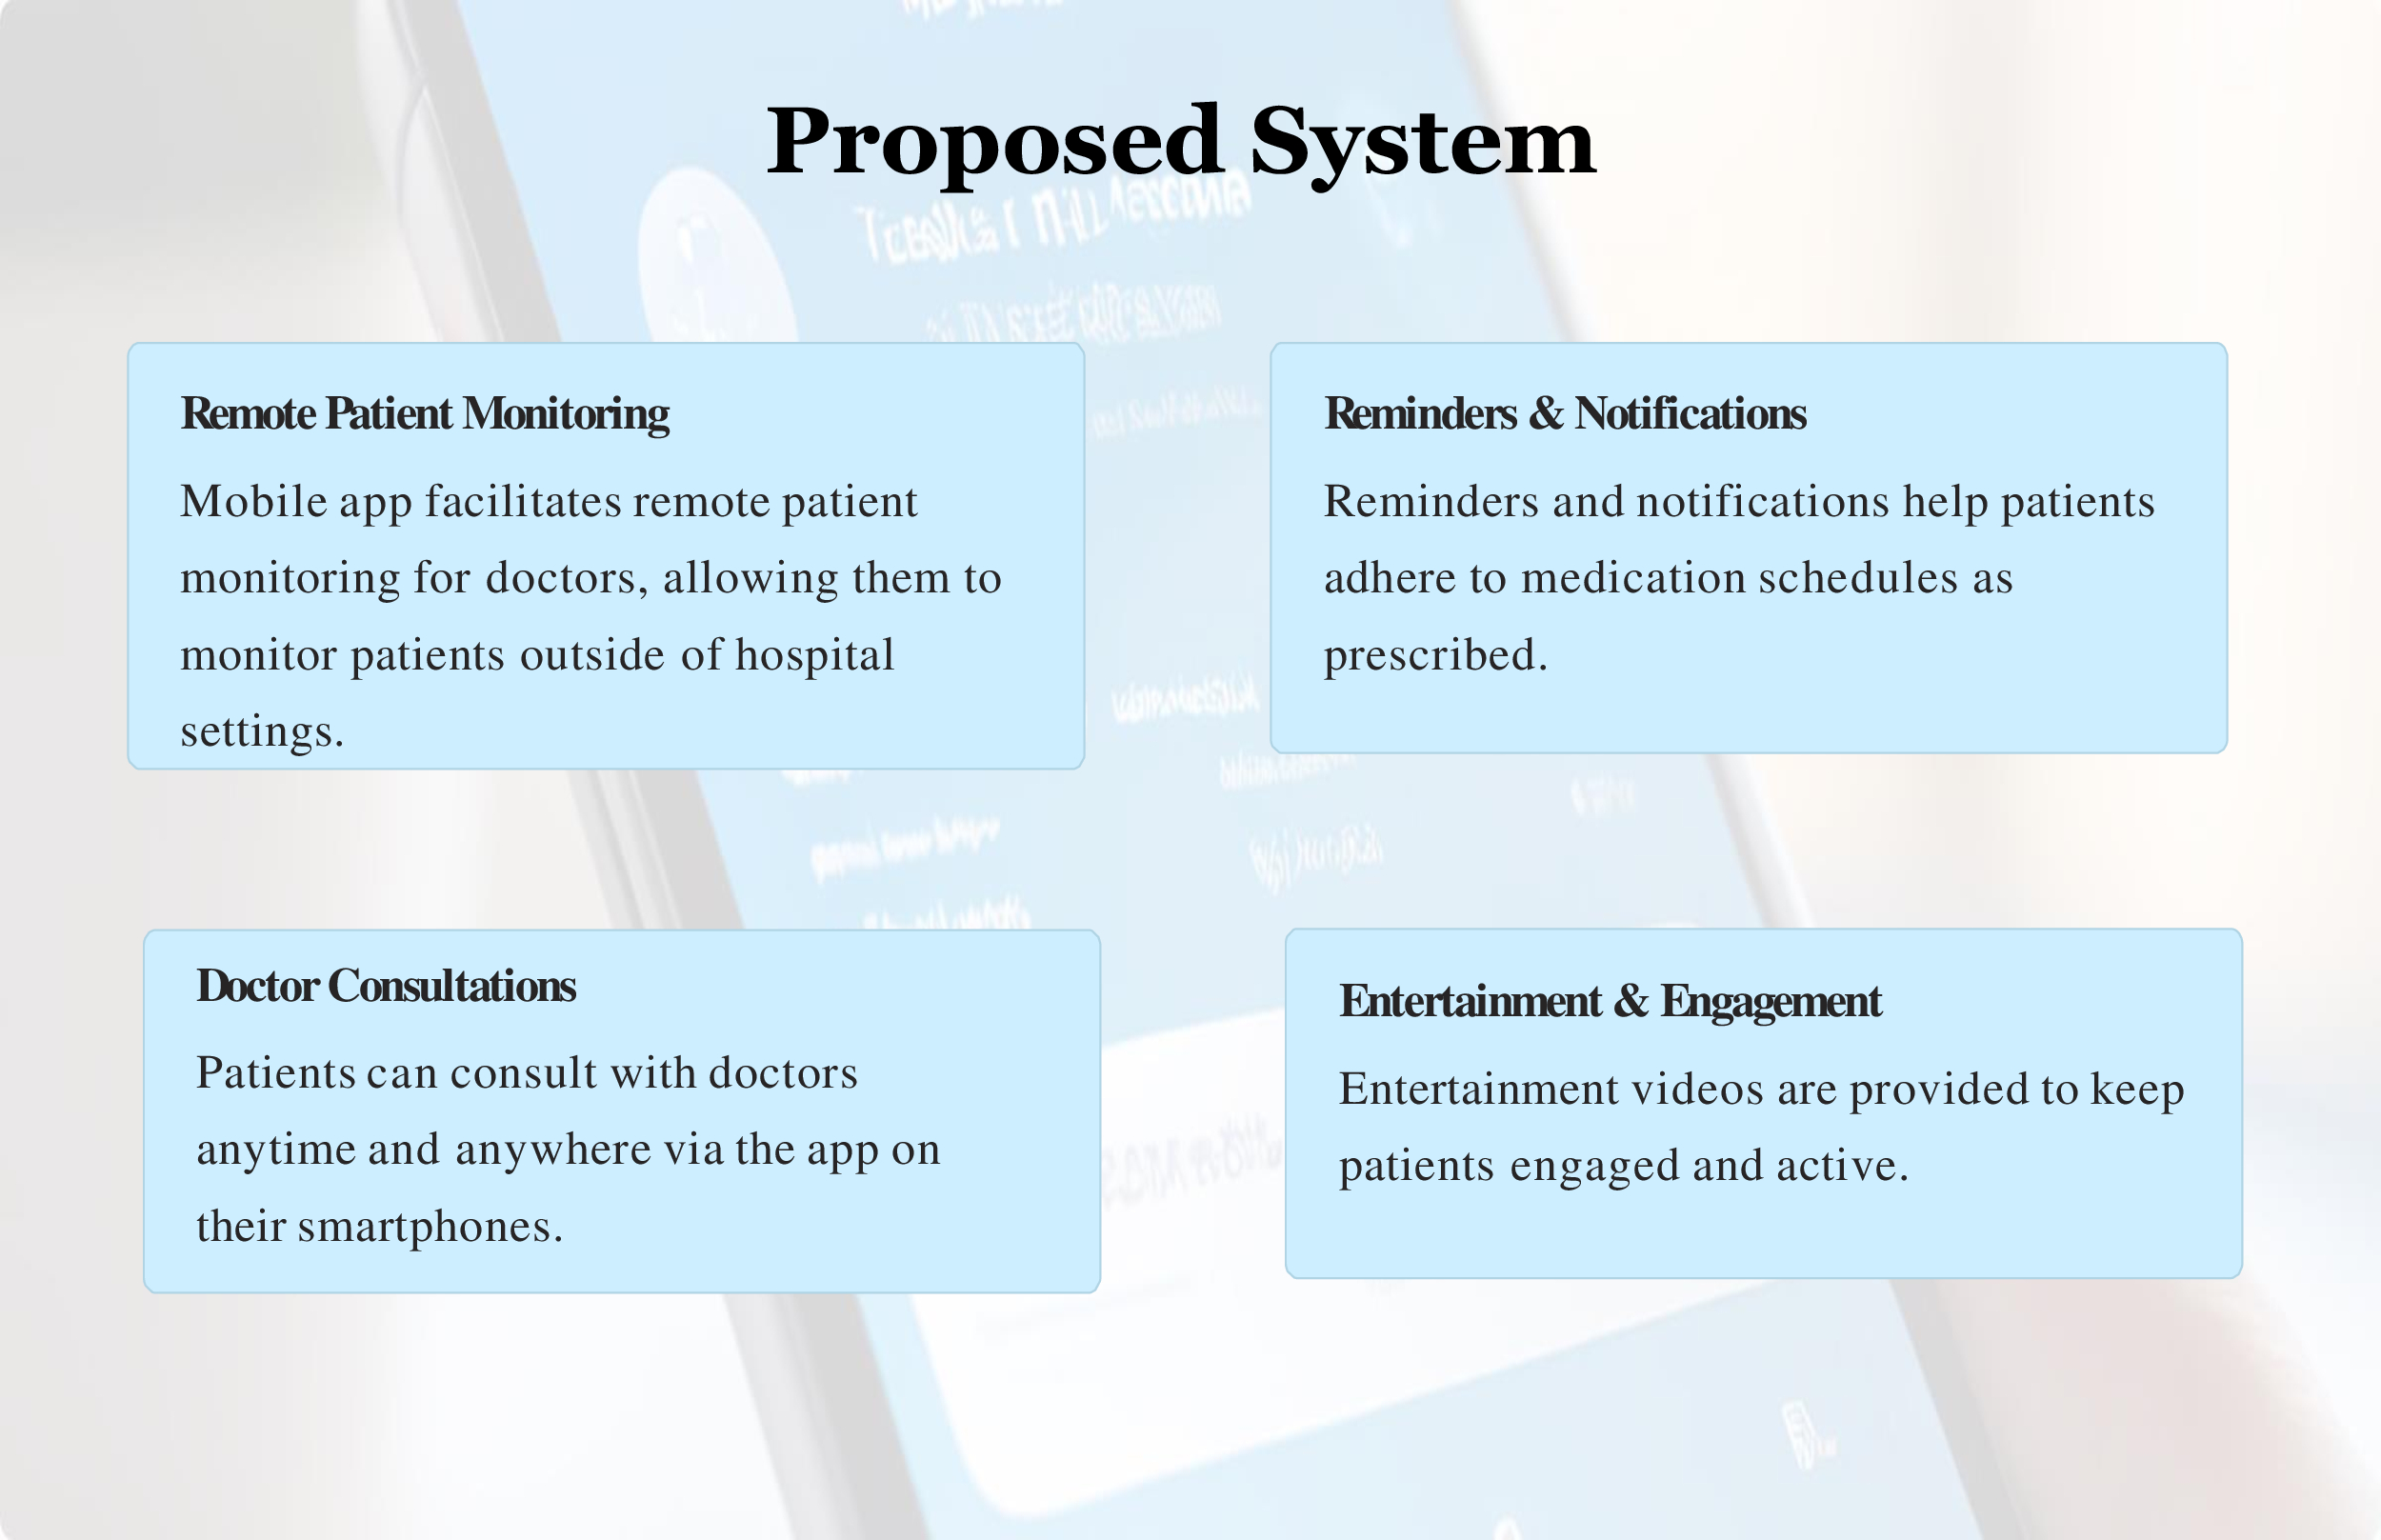 Proposed System
Remote Patient Monitoring
Mobile app facilitates remote patient
monitoring for doctors, allowing them to
monitor patients outside of hospital
settings.
Reminders & Notifications
Reminders and notifications help patients
adhere to medication schedules as
prescribed.
Doctor Consultations
Patients can consult with doctors
anytime and anywhere via the app on
their smartphones.
Entertainment & Engagement
Entertainment videos are provided to keep
patients engaged and active.